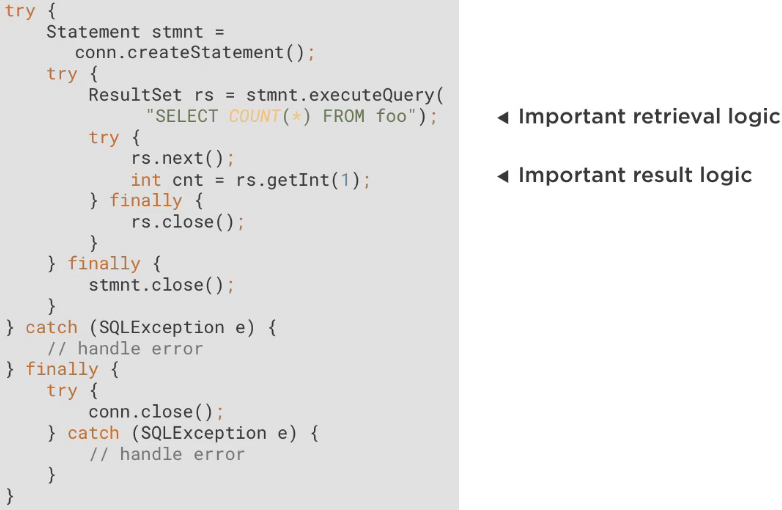 try {
    Statement stmnt =
       conn.createStatement();
    try {
        ResultSet rs = stmnt.executeQuery(
              "SELECT COUNT(*) FROM foo");
        try {
            rs.next();
            int cnt = rs.getInt(1);
        } finally {
            rs.close();
        }
    } finally {
        stmnt.close();
    }
} catch (SQLException e) {
    // handle error
} finally {
    try {
        conn.close();
    } catch (SQLException e) {
        // handle error
    }
}
◄ Important retrieval logic
◄ Important result logic